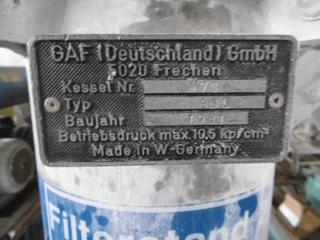 GAF (Deutschland) GmbH
5020 Frechen
Kessel Nr.
Typ
Baujahr 1981
Betriebsdruck max. 10,5 kp/cm²
Made in W-Germany
Filterstand